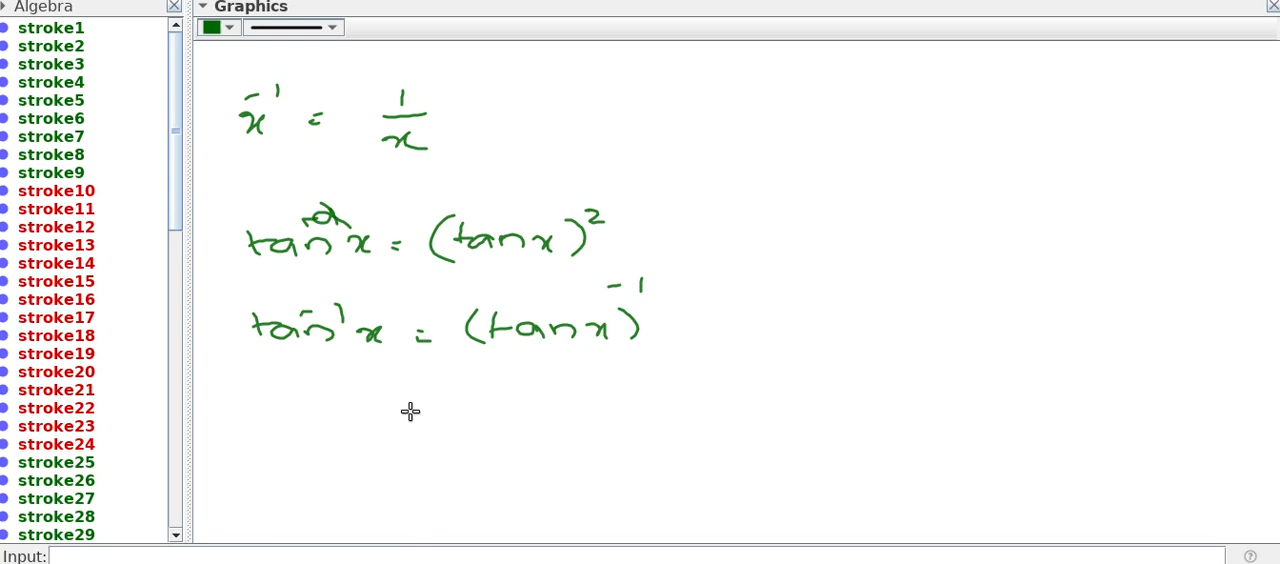 Algebra
Graphics
stroke1
stroke2
stroke3
stroke4
stroke5
stroke6
stroke7
stroke8
stroke9
stroke10
stroke11
stroke12
stroke13
stroke14
stroke15
stroke16
stroke17
stroke18
stroke19
stroke20
stroke21
stroke22
stroke23
stroke24
stroke25
stroke26
stroke27
stroke28
stroke29
x⁻¹ = 1/x
tan²x = (tanx)²
tan⁻¹x = (tanx)⁻¹
Input: